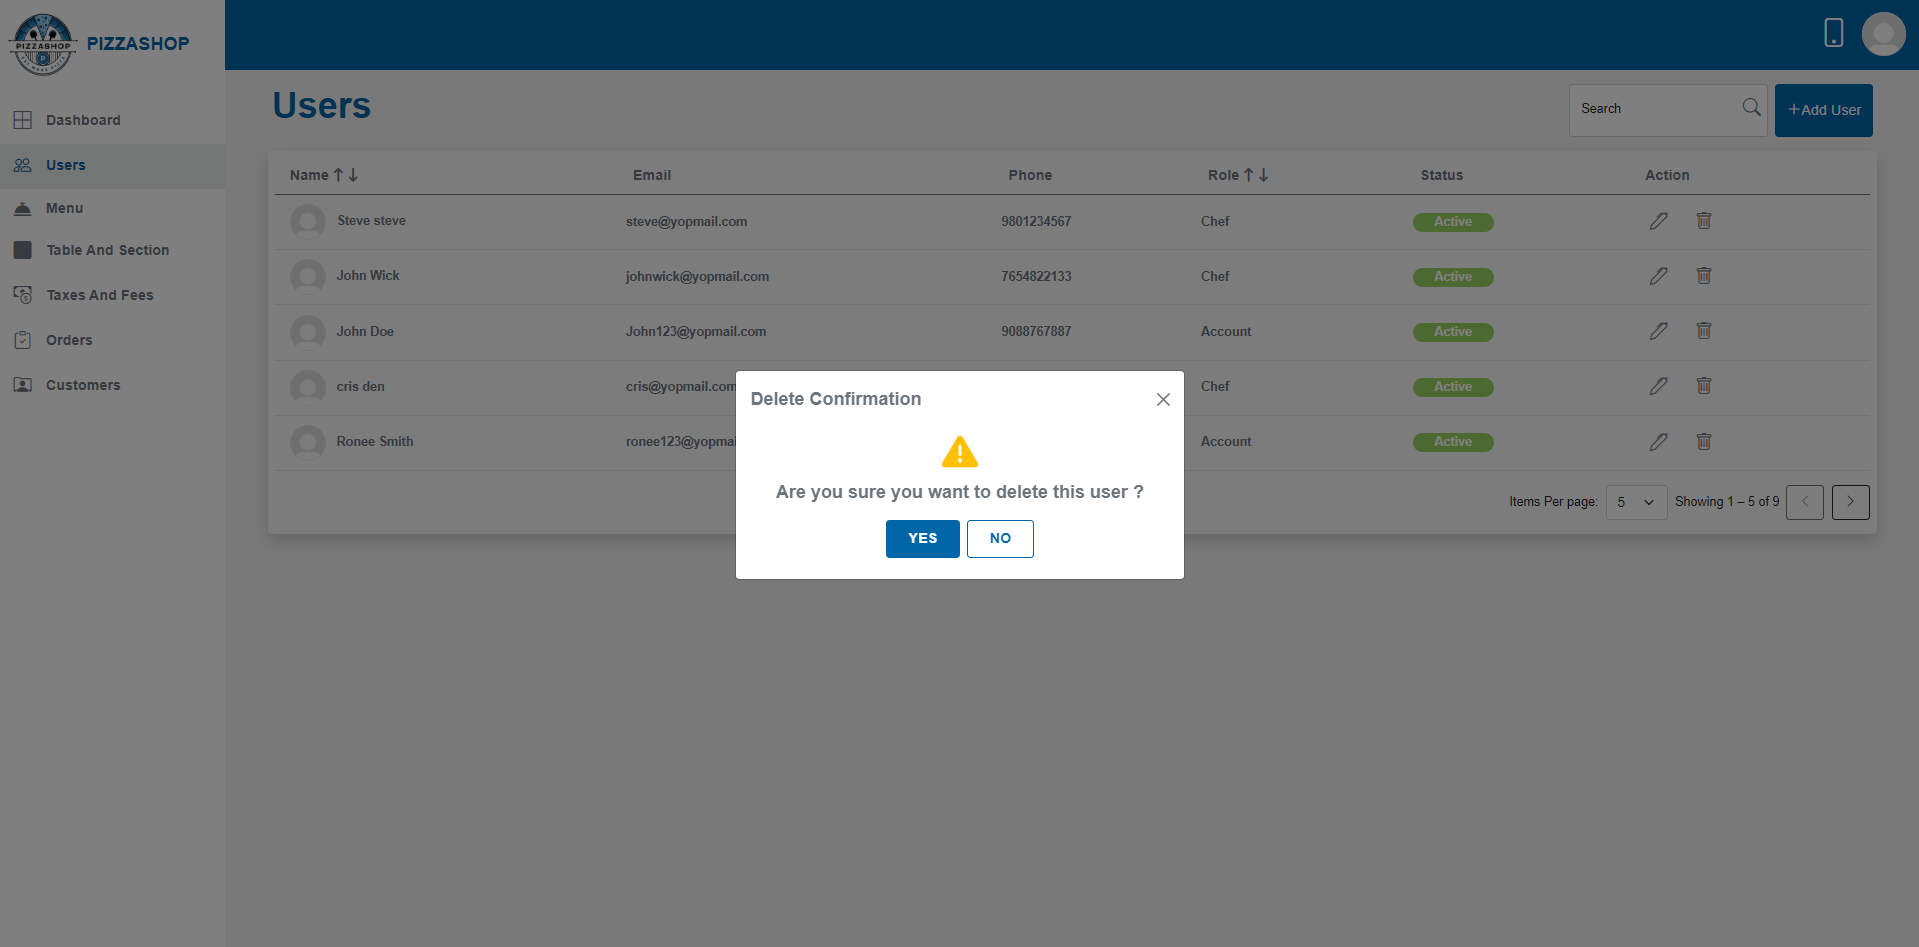 PIZZASHOP
PIZZASHOP
Dashboard
Users
Menu
Table And Section
Taxes And Fees
Orders
Customers
Users
Search
+Add User
Name Email Phone Role Status Action
Steve steve steve@yopmail.com 9801234567 Chef Active
John Wick johnwick@yopmail.com 7654822133 Chef Active
John Doe John123@yopmail.com 9088767887 Account Active
cris den cris@yopmail.com Chef Active
Ronee Smith ronee123@yopmai Account Active
Delete Confirmation
Are you sure you want to delete this user ?
YES NO
Items Per page: 5 Showing 1 – 5 of 9